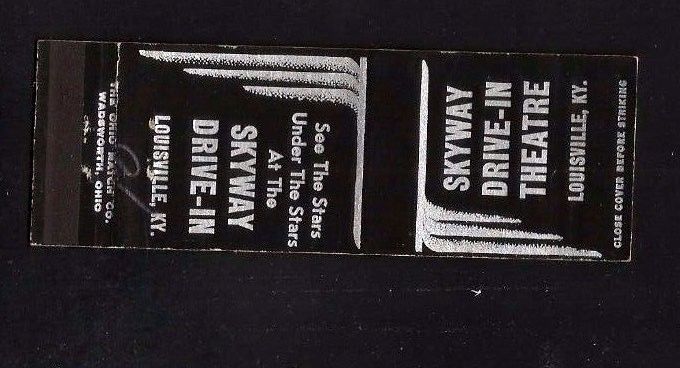 SKYWAY
DRIVE-IN
THEATRE
LOUISVILLE, KY.
CLOSE COVER BEFORE STRIKING
See The Stars
Under The Stars
At The
SKYWAY
DRIVE-IN
LOUISVILLE, KY.
THE OHIO MATCH CO.
WADSWORTH, OHIO